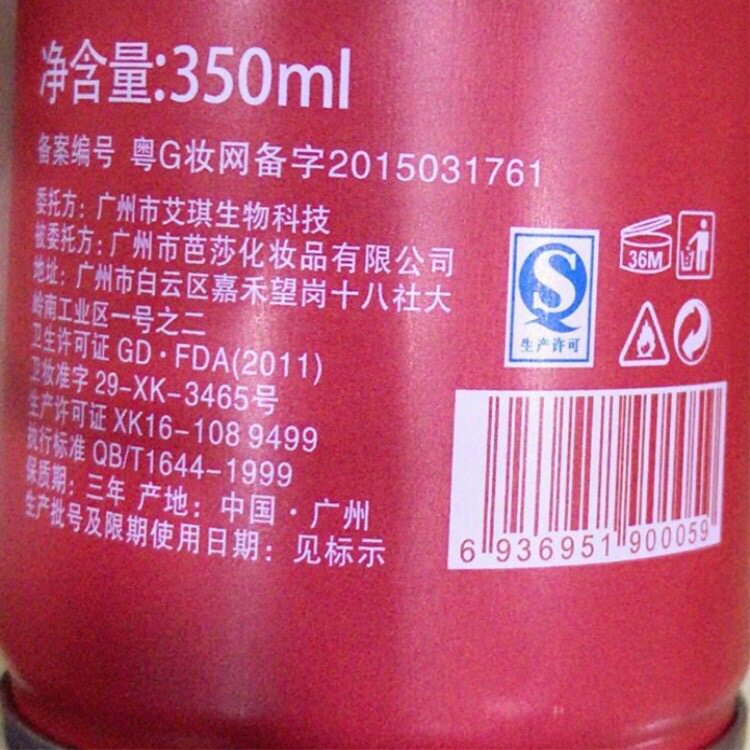 净含量:350ml
备案编号 粤G妆网备字2015031761
委托方：广州市艾琪生物科技
被委托方：广州市芭莎化妆品有限公司
地址：广州市白云区嘉禾望岗十八社大
岭南工业区一号之二
卫生许可证 GD·FDA(2011)
卫妆准字 29-XK-3465号
生产许可证 XK16-108 9499
执行标准 QB/T1644-1999
保质期：三年 产地：中国·广州
生产批号及限期使用日期：见标示
生产许可
36M
6 936951 900059